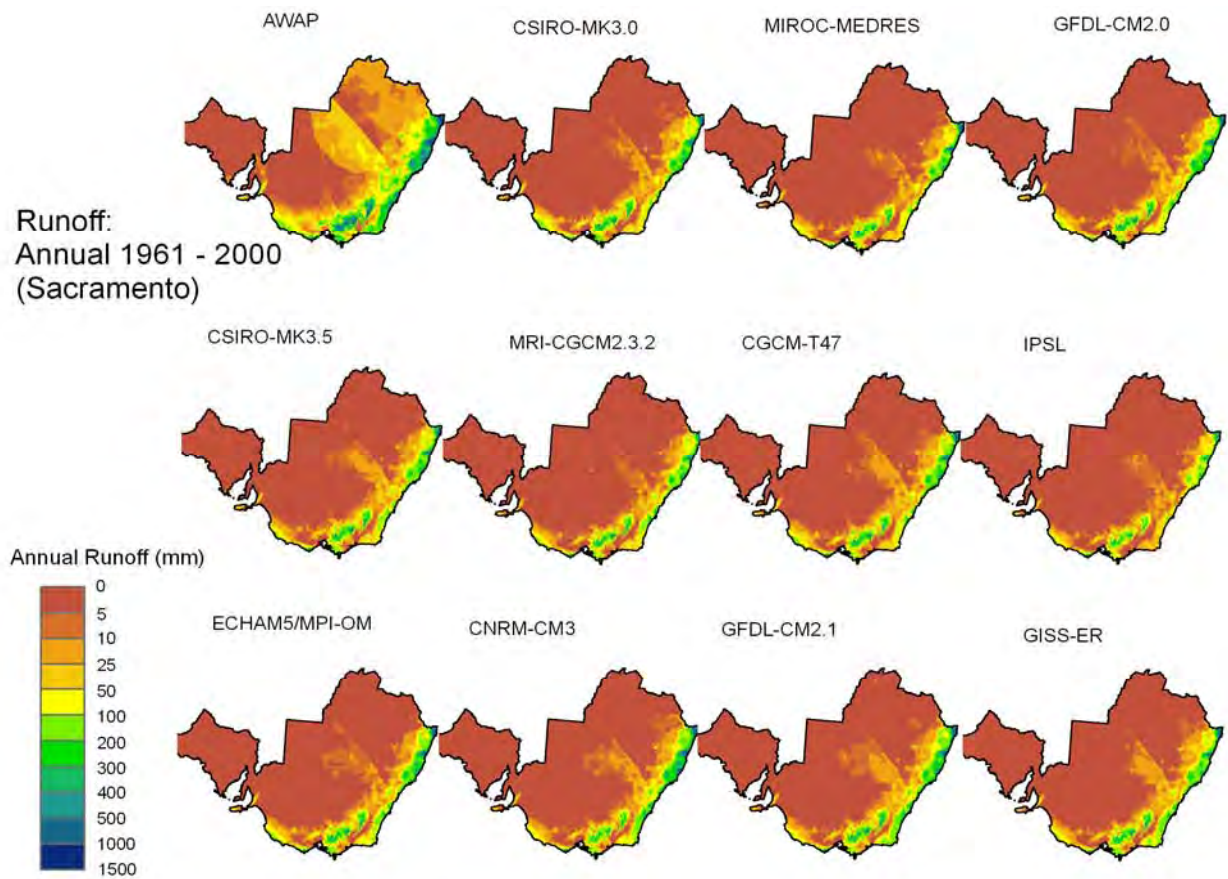 AWAP
CSIRO-MK3.0
MIROC-MEDRES
GFDL-CM2.0
Runoff:
Annual 1961 - 2000
(Sacramento)
CSIRO-MK3.5
MRI-CGCM2.3.2
CGCM-T47
IPSL
Annual Runoff (mm)
0
5
10
25
50
100
200
300
400
500
1000
1500
ECHAM5/MPI-OM
CNRM-CM3
GFDL-CM2.1
GISS-ER